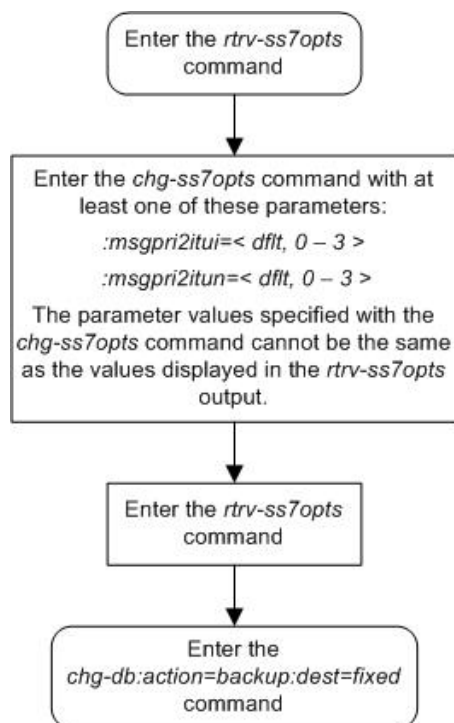 Enter the rtrv-ss7opts
command
Enter the chg-ss7opts command with at
least one of these parameters:
:msgpri2itui=< dflt, 0 – 3 >
:msgpri2itun=< dflt, 0 – 3 >
The parameter values specified with the
chg-ss7opts command cannot be the same
as the values displayed in the rtrv-ss7opts
output.
Enter the rtrv-ss7opts
command
Enter the
chg-db:action=backup:dest=fixed
command